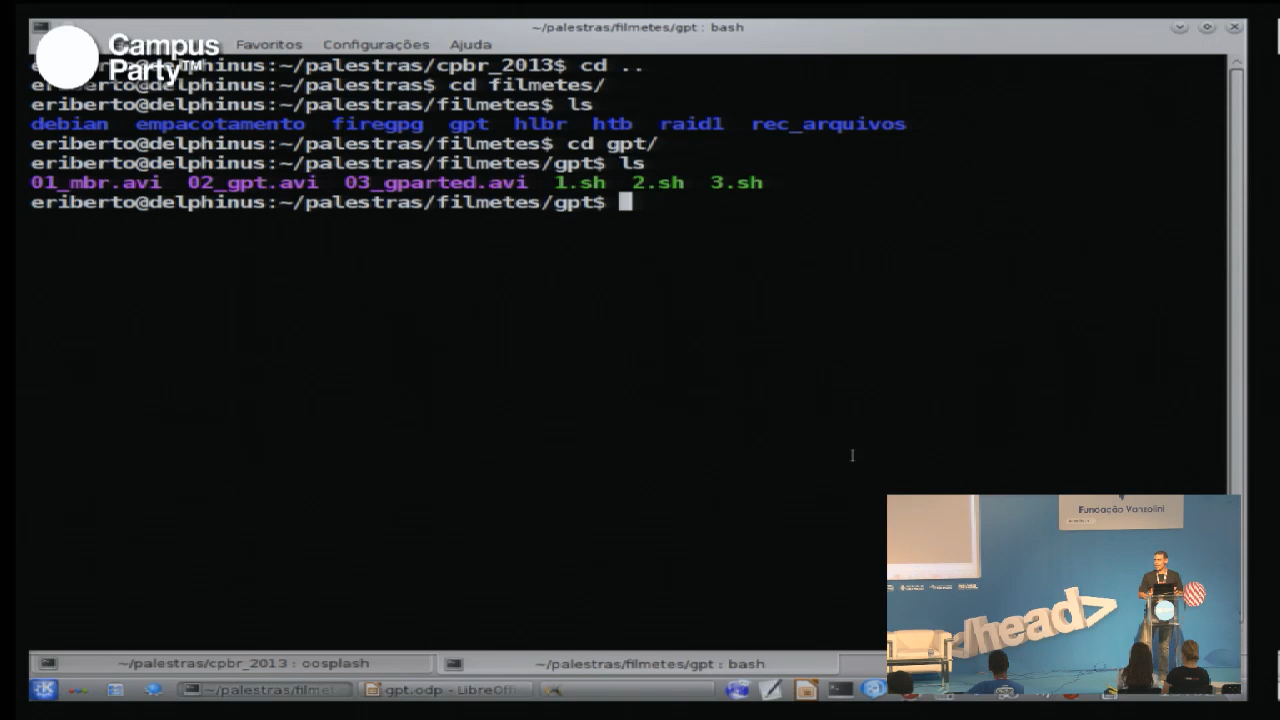 ~/palestras/filmetes/gpt : bash
Campus
Party™
Favoritos Configurações Ajuda
eriberto@delphinus:~/palestras/cpbr_2013$ cd ..
eriberto@delphinus:~/palestras$ cd filmetes/
eriberto@delphinus:~/palestras/filmetes$ ls
debian empacotamento firegpg gpt hlbr htb raid1 rec_arquivos
eriberto@delphinus:~/palestras/filmetes$ cd gpt/
eriberto@delphinus:~/palestras/filmetes/gpt$ ls
01_mbr.avi 02_gpt.avi 03_gparted.avi 1.sh 2.sh 3.sh
eriberto@delphinus:~/palestras/filmetes/gpt$
Fundação Vanzolini
/head>
~/palestras/cpbr_2013 : oosplash
~/palestras/filmetes/gpt : bash
~/palestras/filmet
gpt.odp - LibreOffi